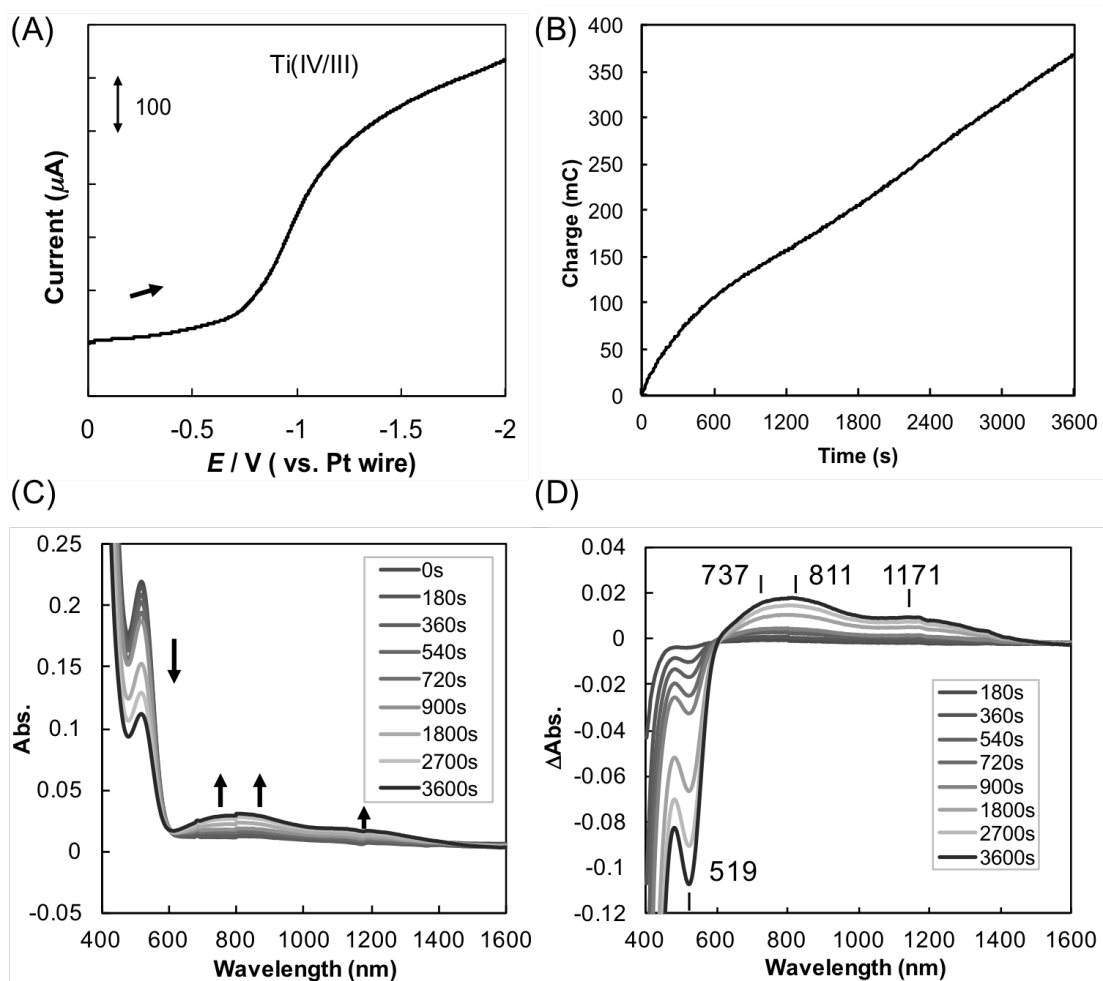 (A)
Ti(IV/III)
100
Current (μA)
0 -0.5 -1 -1.5 -2
E / V ( vs. Pt wire)
(B)
400
350
300
250
200
150
100
50
0
Charge (mC)
0 600 1200 1800 2400 3000 3600
Time (s)
(C)
0.25
0.2
0.15
0.1
0.05
0
-0.05
Abs.
0s
180s
360s
540s
720s
900s
1800s
2700s
3600s
400 600 800 1000 1200 1400 1600
Wavelength (nm)
(D)
0.04
0.02
0
-0.02
-0.04
-0.06
-0.08
-0.1
-0.12
ΔAbs.
737 811 1171
519
180s
360s
540s
720s
900s
1800s
2700s
3600s
400 600 800 1000 1200 1400 1600
Wavelength (nm)